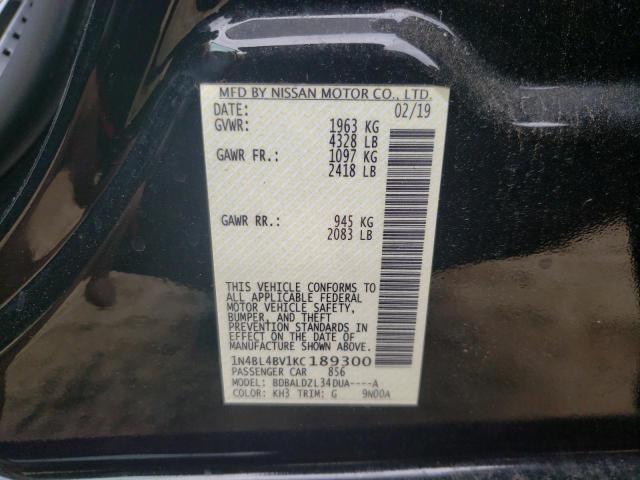 MFD BY NISSAN MOTOR CO., LTD.
DATE: 02/19
GVWR: 1963 KG
4328 LB
GAWR FR.: 1097 KG
2418 LB
GAWR RR.: 945 KG
2083 LB
THIS VEHICLE CONFORMS TO
ALL APPLICABLE FEDERAL
MOTOR VEHICLE SAFETY,
BUMPER, AND THEFT
PREVENTION STANDARDS IN
EFFECT ON THE DATE OF
MANUFACTURE SHOWN ABOVE.
1N4BL4BV1KC189300
PASSENGER CAR 856
MODEL: BDBALDZL34DUA----A
COLOR: KH3 TRIM: G 9N00A